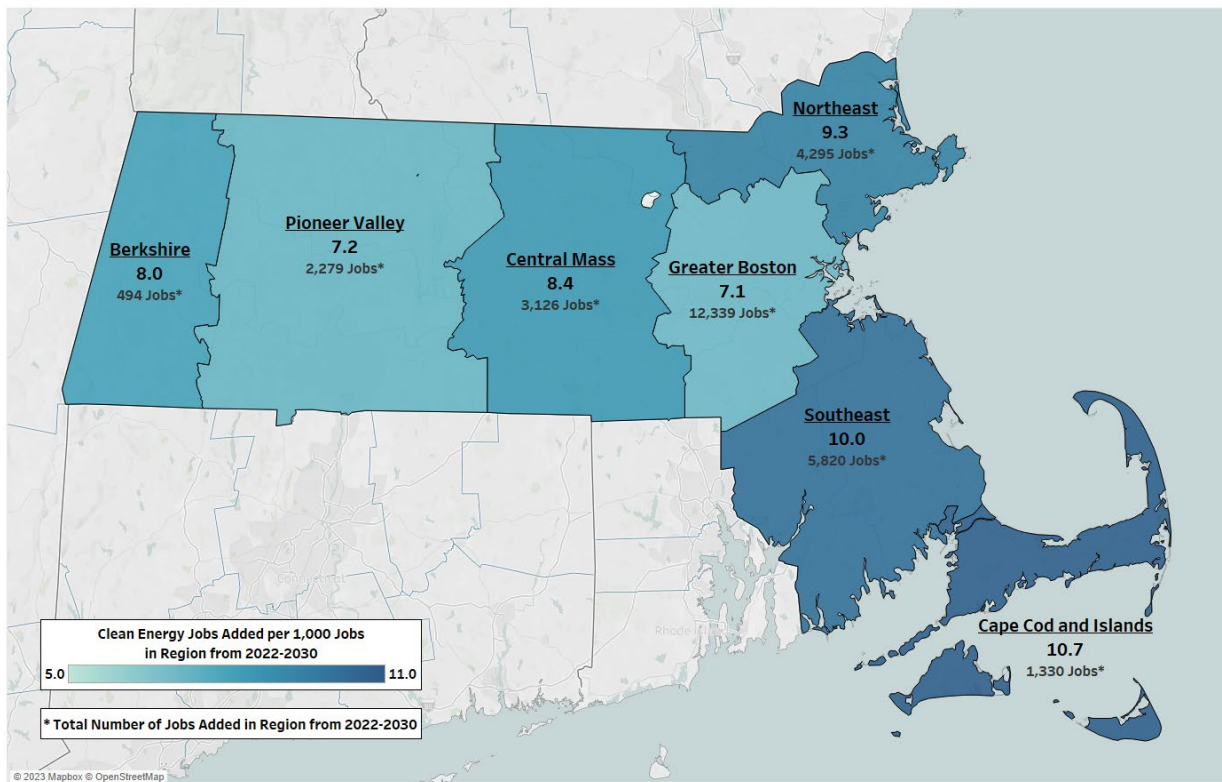 Northeast
9.3
4,295 Jobs*
Pioneer Valley
7.2
2,279 Jobs*
Berkshire
8.0
494 Jobs*
Central Mass
8.4
3,126 Jobs*
Greater Boston
7.1
12,339 Jobs*
Southeast
10.0
5,820 Jobs*
Connecticut
Rhode Island
Cape Cod and Islands
10.7
1,330 Jobs*
Clean Energy Jobs Added per 1,000 Jobs
in Region from 2022-2030
5.0 11.0
* Total Number of Jobs Added in Region from 2022-2030
© 2023 Mapbox © OpenStreetMap